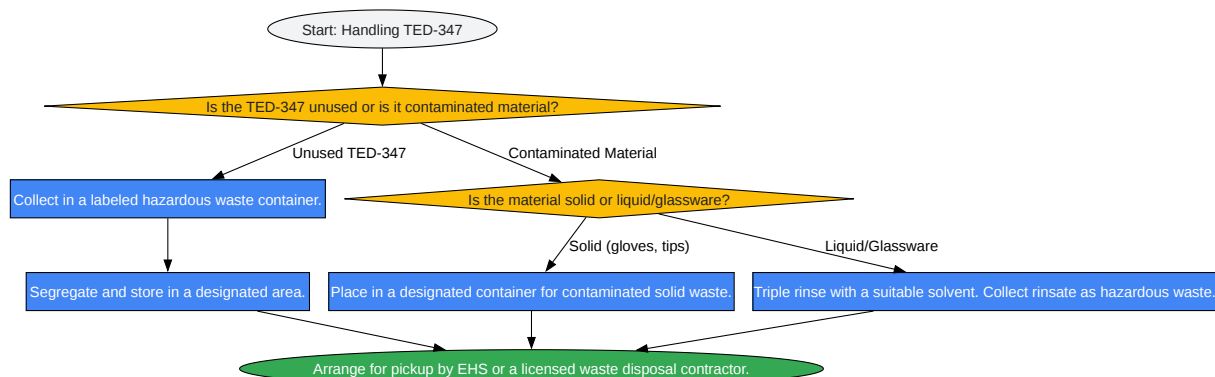 Start: Handling TED-347
Is the TED-347 unused or is it contaminated material?
Unused TED-347
Contaminated Material
Collect in a labeled hazardous waste container.
Is the material solid or liquid/glassware?
Solid (gloves, tips)
Liquid/Glassware
Segregate and store in a designated area.
Place in a designated container for contaminated solid waste.
Triple rinse with a suitable solvent. Collect rinsate as hazardous waste.
Arrange for pickup by EHS or a licensed waste disposal contractor.